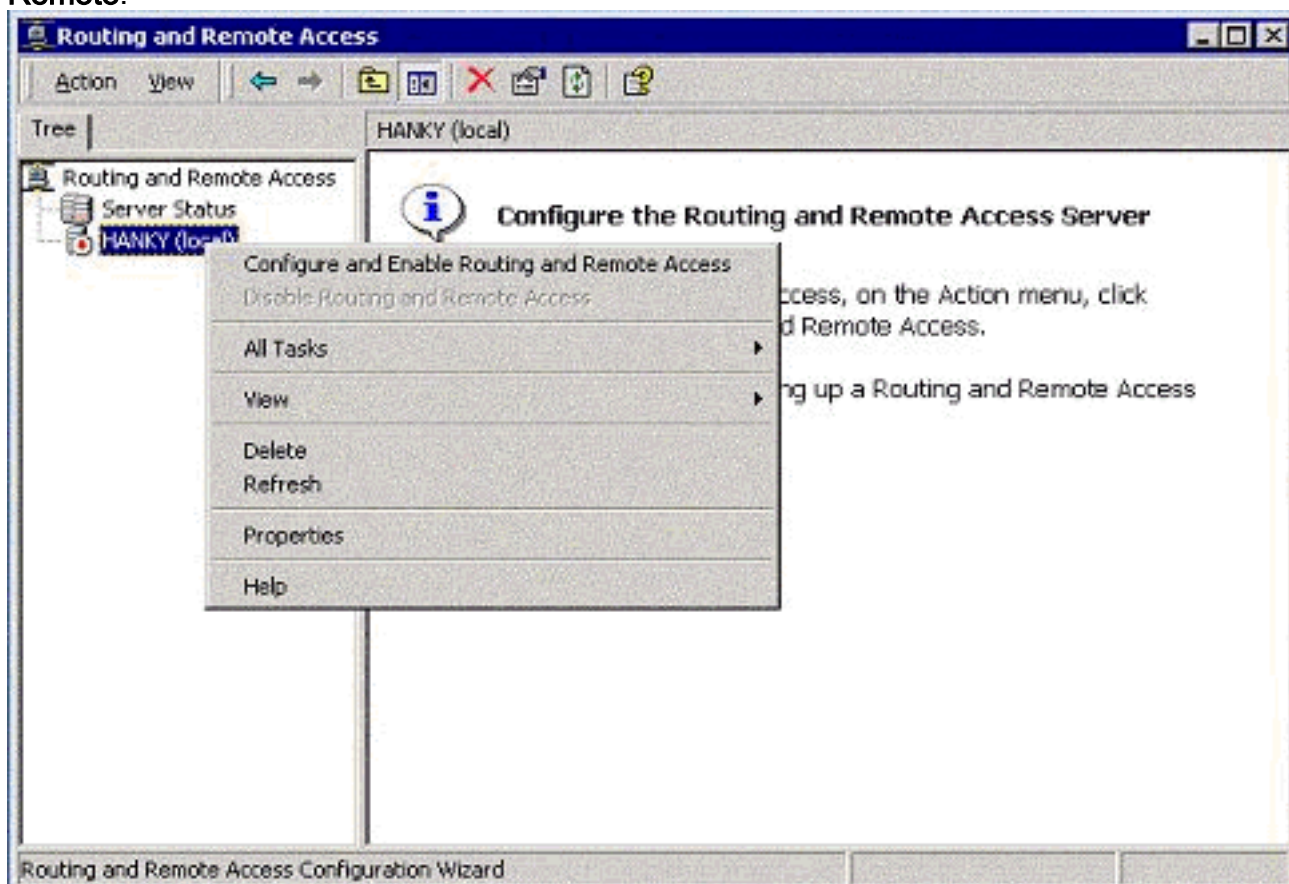 Remote.
Routing and Remote Access
Action View
Tree
HANKY (local)
Routing and Remote Access
Server Status
HANKY (local)
Configure the Routing and Remote Access Server
Configure and Enable Routing and Remote Access
Disable Routing and Remote Access
All Tasks
View
Delete
Refresh
Properties
Help
ccess, on the Action menu, click
d Remote Access.
ng up a Routing and Remote Access
Routing and Remote Access Configuration Wizard